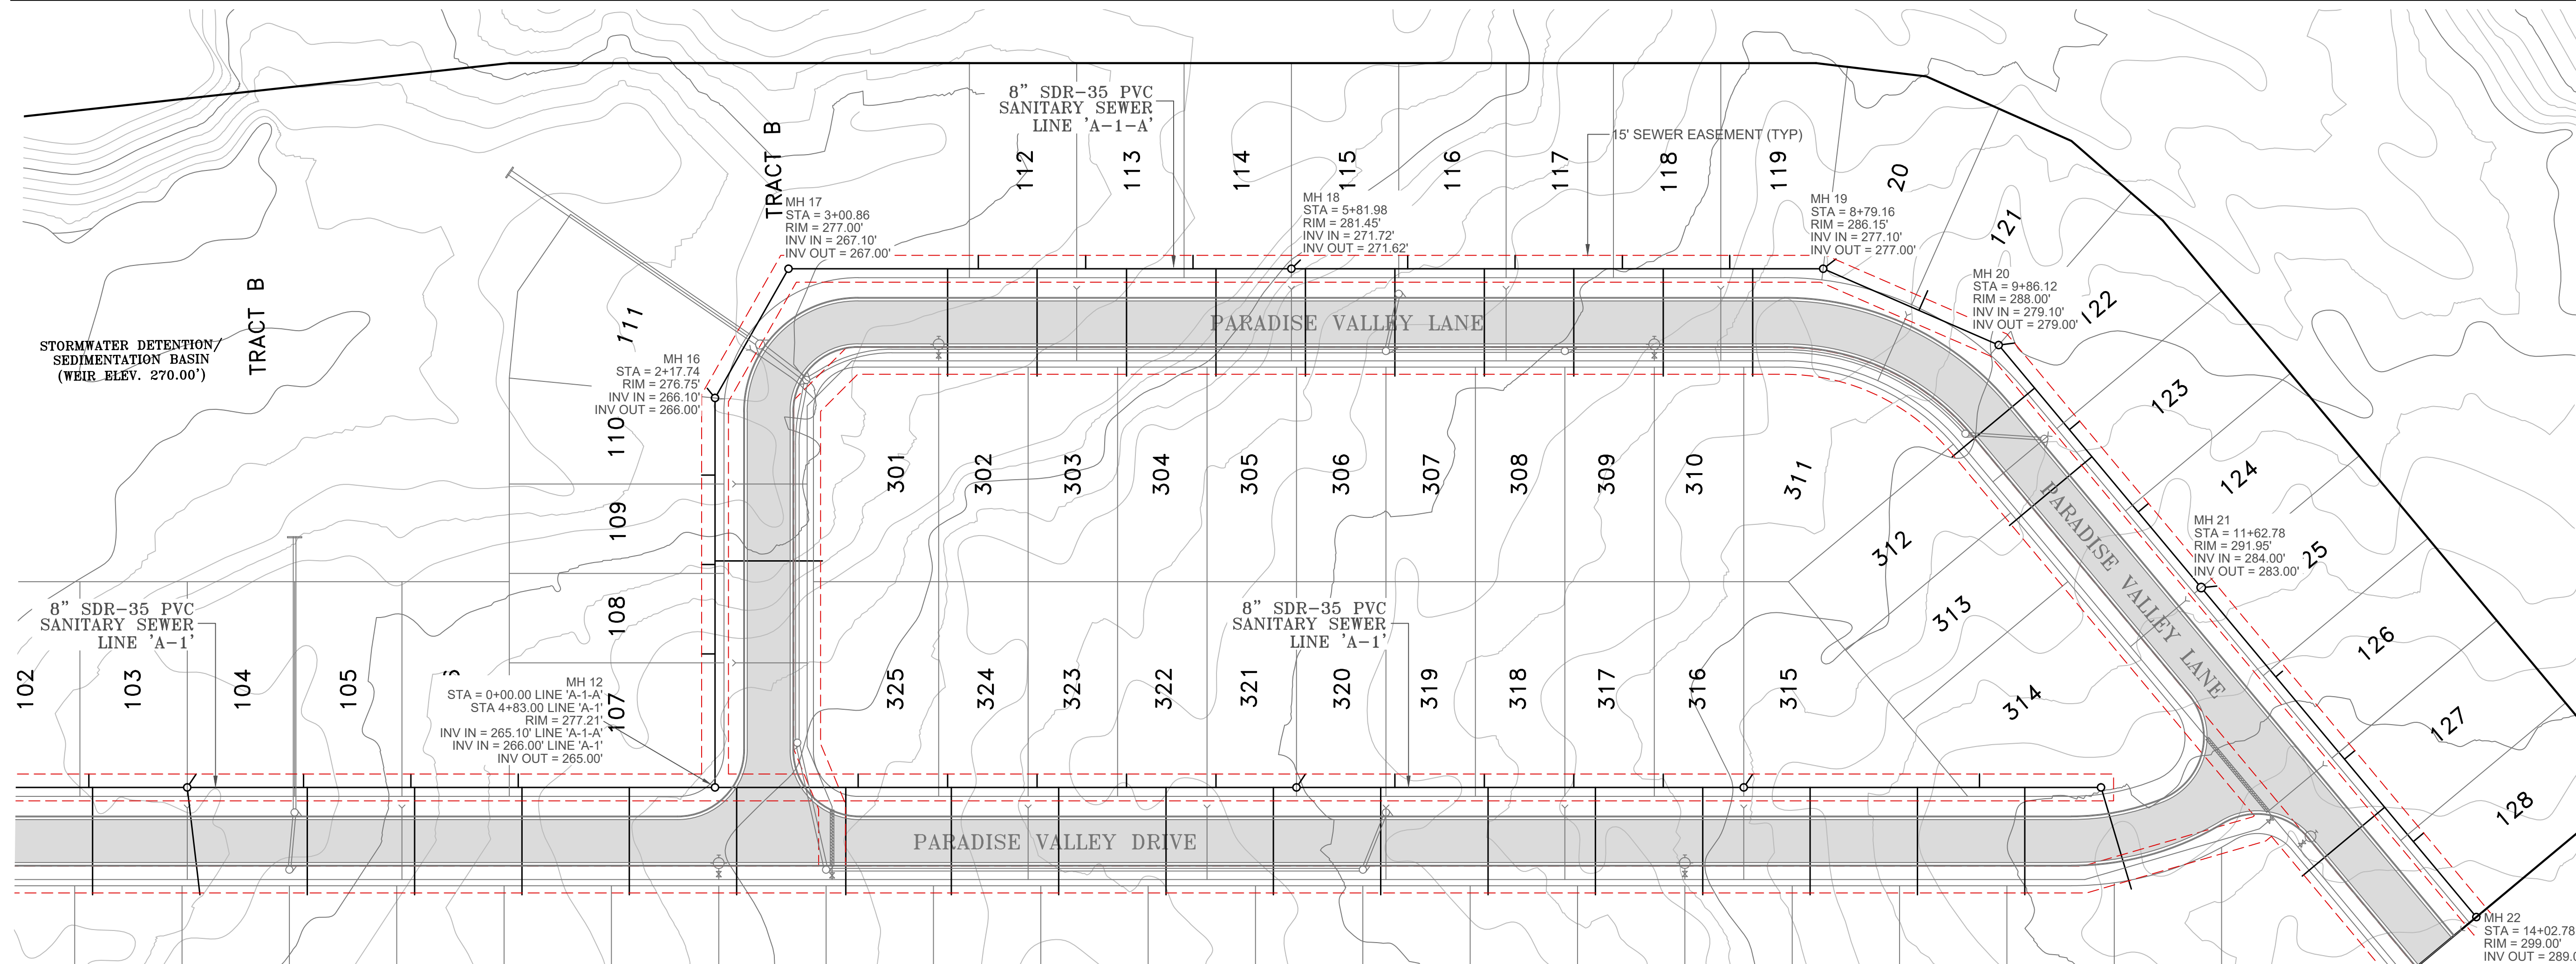 8" SDR-35 PVC
SANITARY SEWER
LINE 'A-1-A'
15' SEWER EASEMENT (TYP)
TRACT B
112
113
114
115
116
117
118
119
20
121
122
123
124
25
126
127
128
MH 17
STA = 3+00.86
RIM = 277.00'
INV IN = 267.10'
INV OUT = 267.00'
MH 18
STA = 5+81.98
RIM = 281.45'
INV IN = 271.72'
INV OUT = 271.62'
MH 19
STA = 8+79.16
RIM = 286.15'
INV IN = 277.10'
INV OUT = 277.00'
MH 20
STA = 9+86.12
RIM = 288.00'
INV IN = 279.10'
INV OUT = 279.00'
TRACT B
STORMWATER DETENTION/
SEDIMENTATION BASIN
(WEIR ELEV. 270.00')
111
110
109
108
107
MH 16
STA = 2+17.74
RIM = 276.75'
INV IN = 266.10'
INV OUT = 266.00'
PARADISE VALLEY LANE
301
302
303
304
305
306
307
308
309
310
311
312
313
314
PARADISE VALLEY LANE
MH 21
STA = 11+62.78
RIM = 291.95'
INV IN = 284.00'
INV OUT = 283.00'
8" SDR-35 PVC
SANITARY SEWER
LINE 'A-1'
8" SDR-35 PVC
SANITARY SEWER
LINE 'A-1'
102
103
104
105
MH 12
STA = 0+00.00 LINE 'A-1-A'
STA 4+83.00 LINE 'A-1'
RIM = 277.21'
INV IN = 265.10' LINE 'A-1-A'
INV IN = 266.00' LINE 'A-1'
INV OUT = 265.00'
325
324
323
322
321
320
319
318
317
316
315
PARADISE VALLEY DRIVE
MH 22
STA = 14+02.78
RIM = 299.00'
INV OUT = 289.